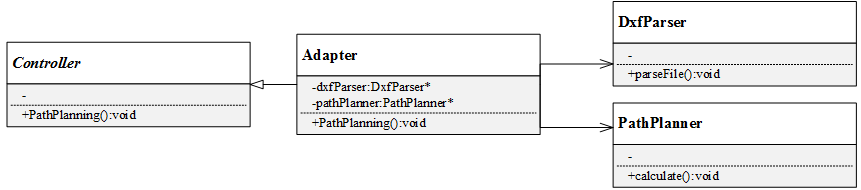 Controller
-
+PathPlanning():void
Adapter
-dxfParser:DxfParser*
-pathPlanner:PathPlanner*
+PathPlanning():void
DxfParser
-
+parseFile():void
PathPlanner
-
+calculate():void